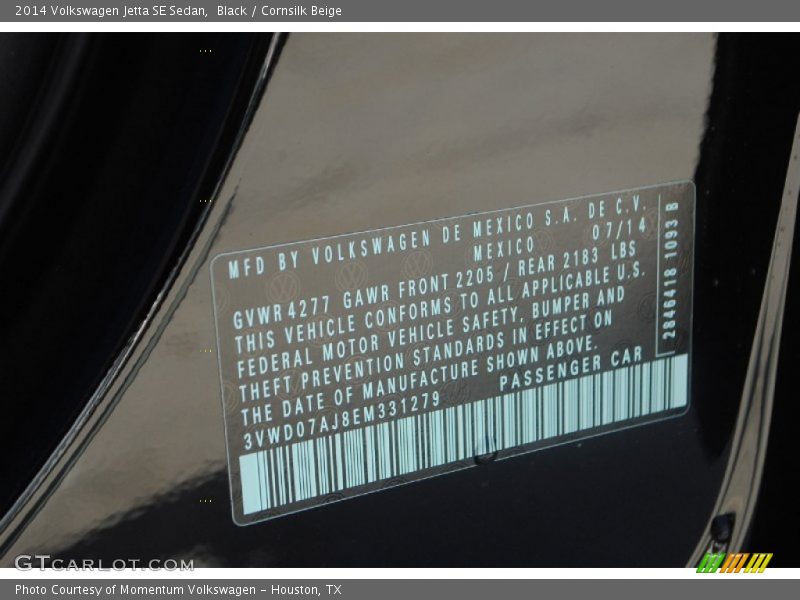 2014 Volkswagen Jetta SE Sedan,  Black / Cornsilk Beige
MFD BY VOLKSWAGEN DE MEXICO S.A. DE C.V.
MEXICO 07/14
GVWR 4277 GAWR FRONT 2205 / REAR 2183 LBS
THIS VEHICLE CONFORMS TO ALL APPLICABLE U.S.
FEDERAL MOTOR VEHICLE SAFETY, BUMPER AND
THEFT PREVENTION STANDARDS IN EFFECT ON
THE DATE OF MANUFACTURE SHOWN ABOVE.
3VWD07AJ8EM331279 PASSENGER CAR
2846418 1093 B
GTCARLOT.COM
Photo Courtesy of Momentum Volkswagen - Houston, TX